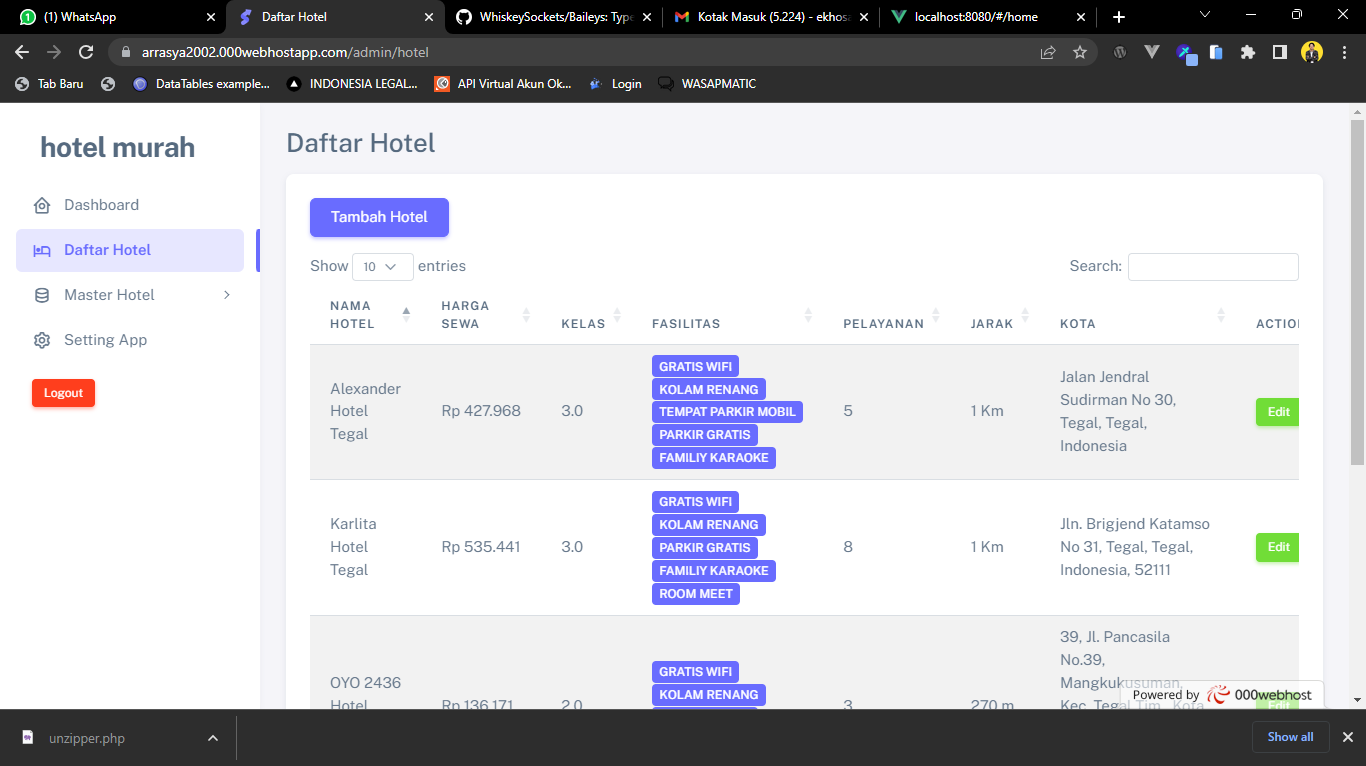 (1) WhatsApp
Daftar Hotel
WhiskeySockets/Baileys: Type
Kotak Masuk (5.224) - ekhosa
localhost:8080/#/home
arrasya2002.000webhostapp.com/admin/hotel
Tab Baru
DataTables example...
INDONESIA LEGAL...
API Virtual Akun Ok...
Login
WASAPMATIC
hotel murah
Dashboard
Daftar Hotel
Master Hotel
Setting App
Logout
Daftar Hotel
Tambah Hotel
Show 10 entries
Search:
NAMA HOTEL
HARGA SEWA
KELAS
FASILITAS
PELAYANAN
JARAK
KOTA
ACTION
Alexander
Hotel
Tegal
Rp 427.968
3.0
GRATIS WIFI
KOLAM RENANG
TEMPAT PARKIR MOBIL
PARKIR GRATIS
FAMILIY KARAOKE
5
1 Km
Jalan Jendral
Sudirman No 30,
Tegal, Tegal,
Indonesia
Edit
Karlita
Hotel
Tegal
Rp 535.441
3.0
GRATIS WIFI
KOLAM RENANG
PARKIR GRATIS
FAMILIY KARAOKE
ROOM MEET
8
1 Km
Jln. Brigjend Katamso
No 31, Tegal, Tegal,
Indonesia, 52111
Edit
OYO 2436
Hotel
Rp 136.171
2.0
GRATIS WIFI
KOLAM RENANG
3
270 m
39, Jl. Pancasila
No.39,
Mangkukusuman,
Kec. Tegal Tim., Kota
Edit
Powered by 000webhost
unzipper.php
Show all